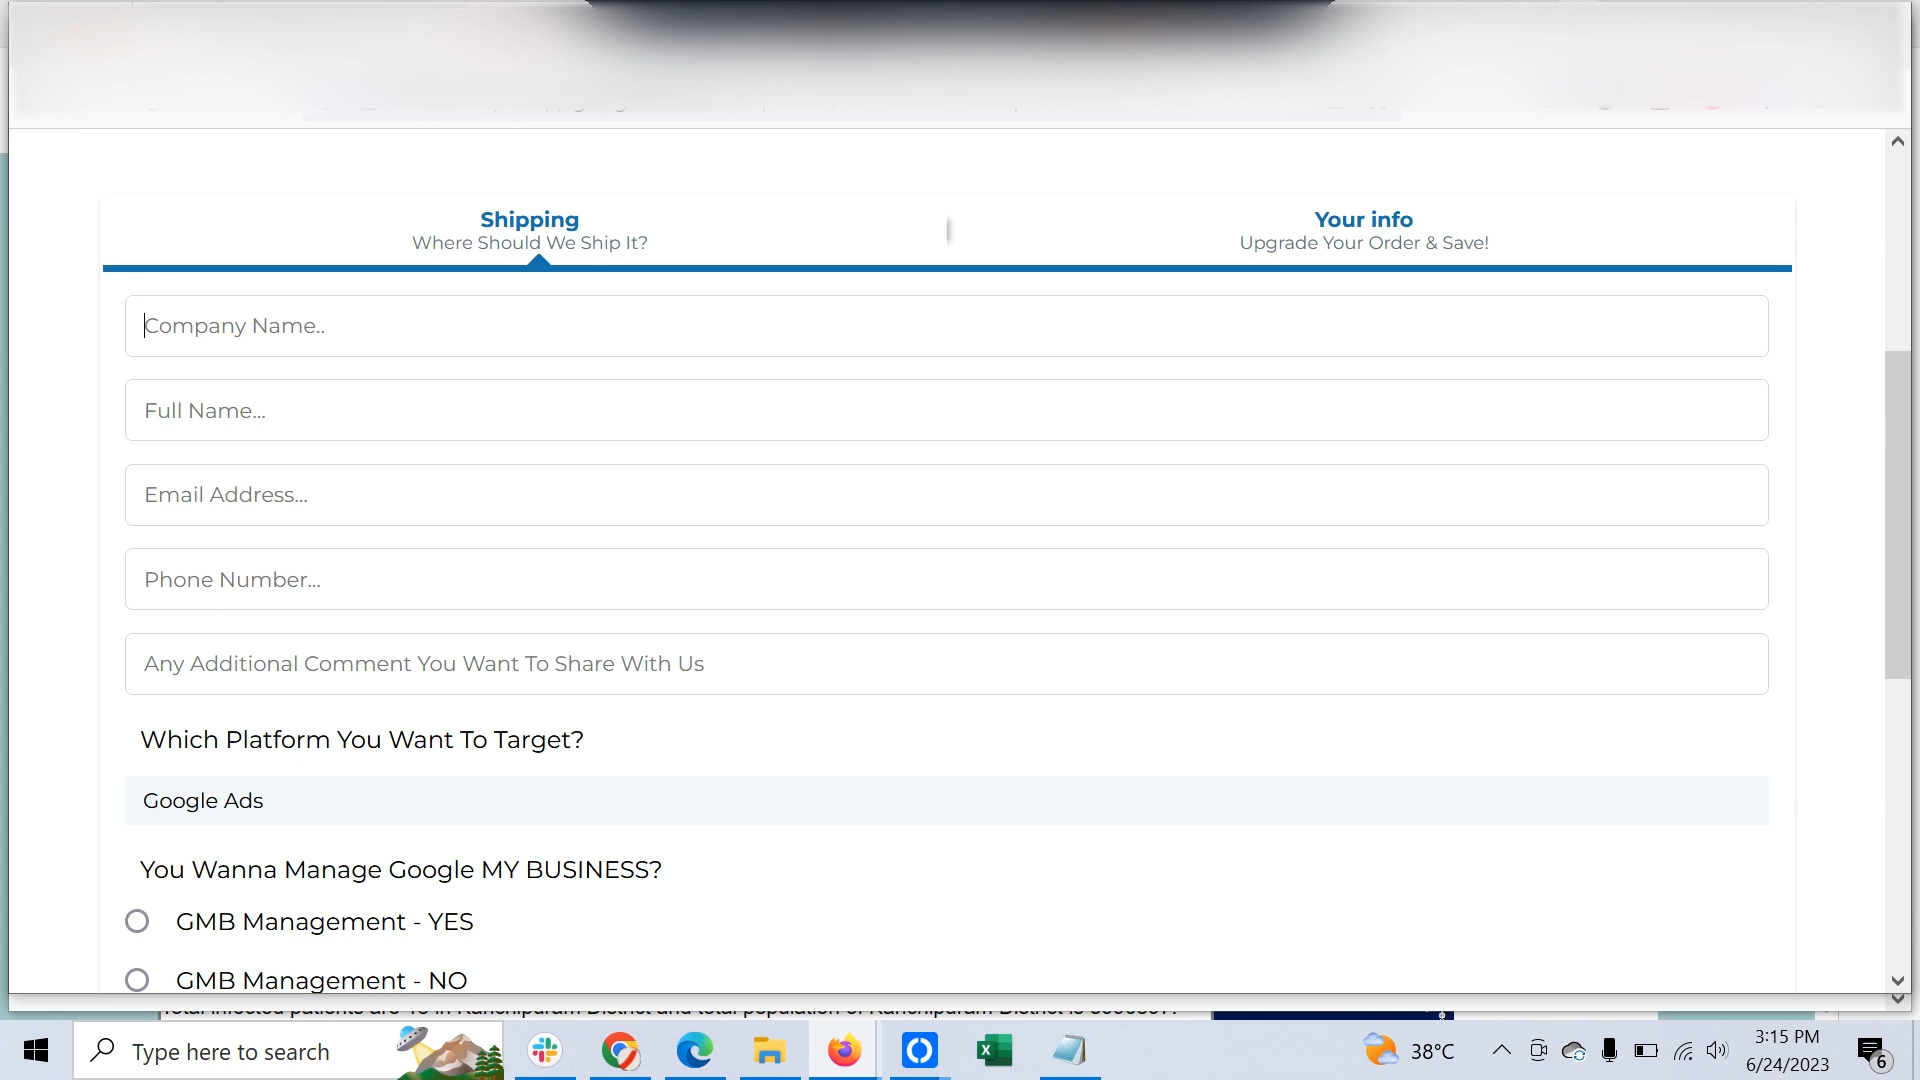 Shipping
Where Should We Ship It?
Your info
Upgrade Your Order & Save!
Company Name..
Full Name...
Email Address...
Phone Number...
Any Additional Comment You Want To Share With Us
Which Platform You Want To Target?
Google Ads
You Wanna Manage Google MY BUSINESS?
GMB Management - YES
GMB Management - NO
Type here to search
38°C
3:15 PM
6/24/2023
6